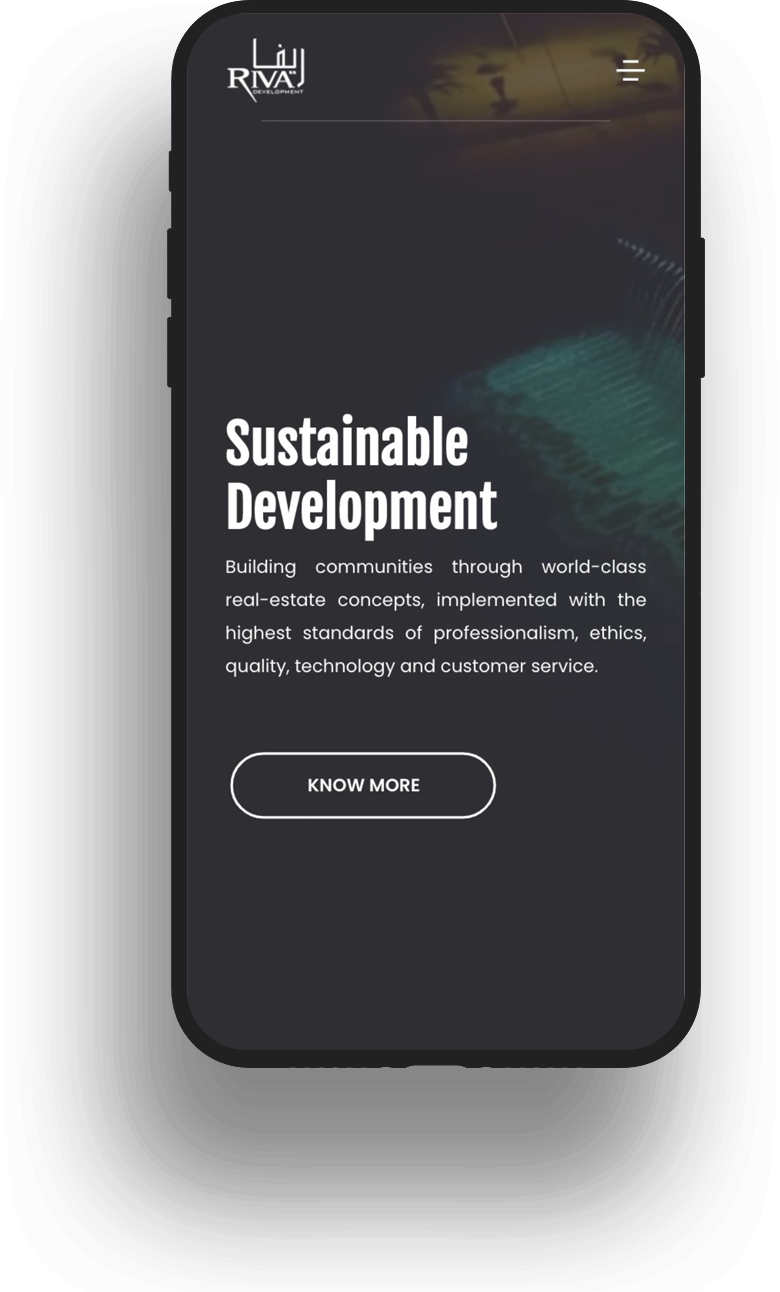 ريفا
RIVA
DEVELOPMENT
Sustainable
Development
Building communities through world-class
real-estate concepts, implemented with the
highest standards of professionalism, ethics,
quality, technology and customer service.
KNOW MORE